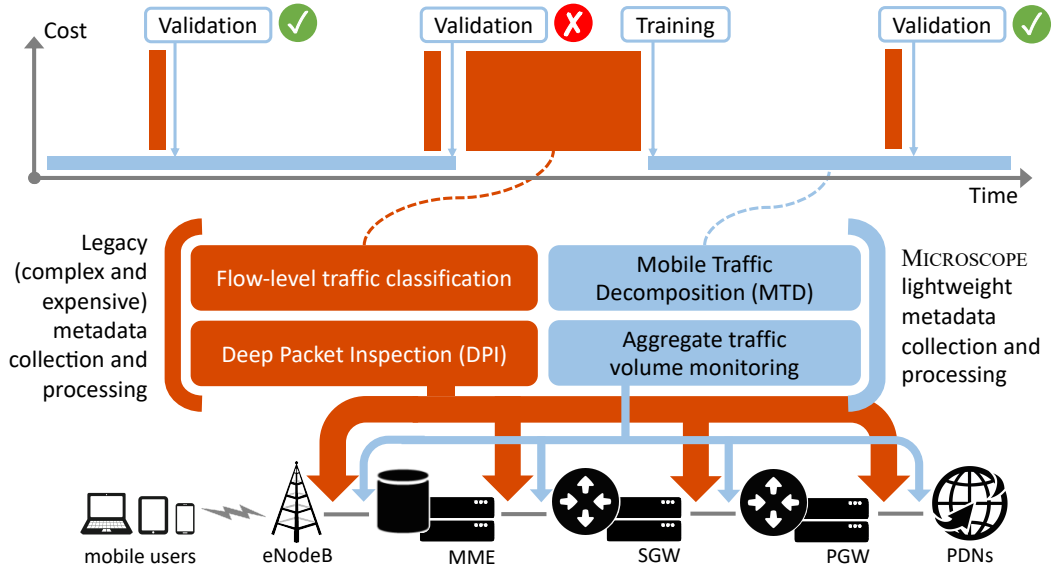 Cost
Validation
Validation
Training
Validation
Time
Legacy
(complex and
expensive)
metadata
collection and
processing
Flow-level traffic classification
Deep Packet Inspection (DPI)
Mobile Traffic
Decomposition (MTD)
Aggregate traffic
volume monitoring
MICROSCOPE
lightweight
metadata
collection and
processing
mobile users
eNodeB
MME
SGW
PGW
PDNs